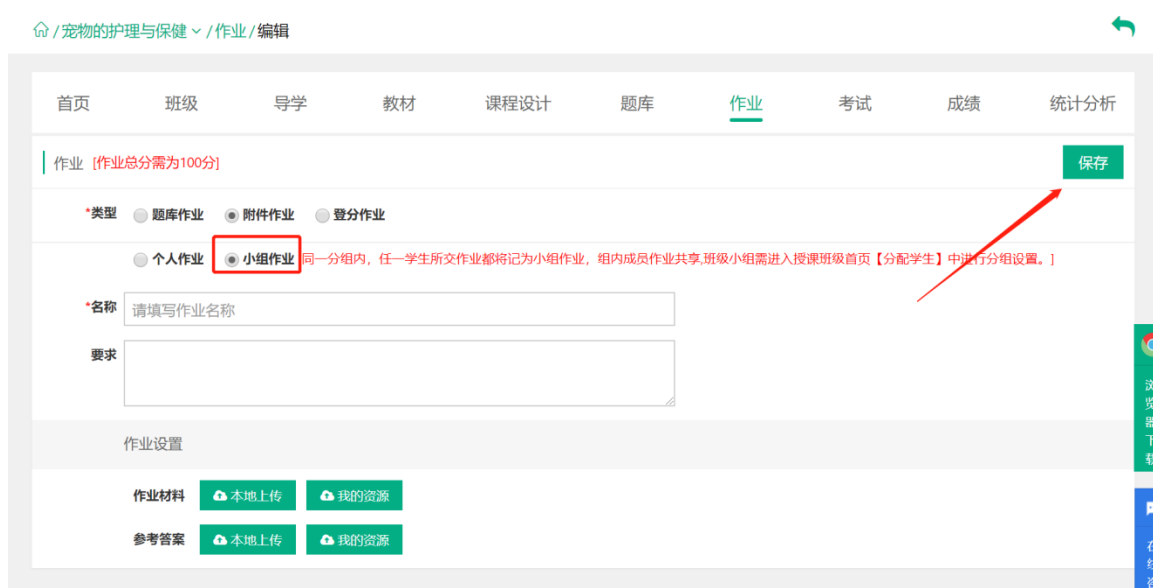 /宠物的护理与保健 /作业/编辑
首页 班级 导学 教材 课程设计 题库 作业 考试 成绩 统计分析
作业 [作业总分需为100分] 保存
*类型 题库作业 附件作业 登分作业
个人作业 小组作业 同一分组内，任一学生所交作业都将记为小组作业，组内成员作业共享,班级小组需进入授课班级首页【分配学生】中进行分组设置。]
*名称 请填写作业名称
要求
作业设置
作业材料 本地上传 我的资源
参考答案 本地上传 我的资源
浏
览
器
下
载
在
线